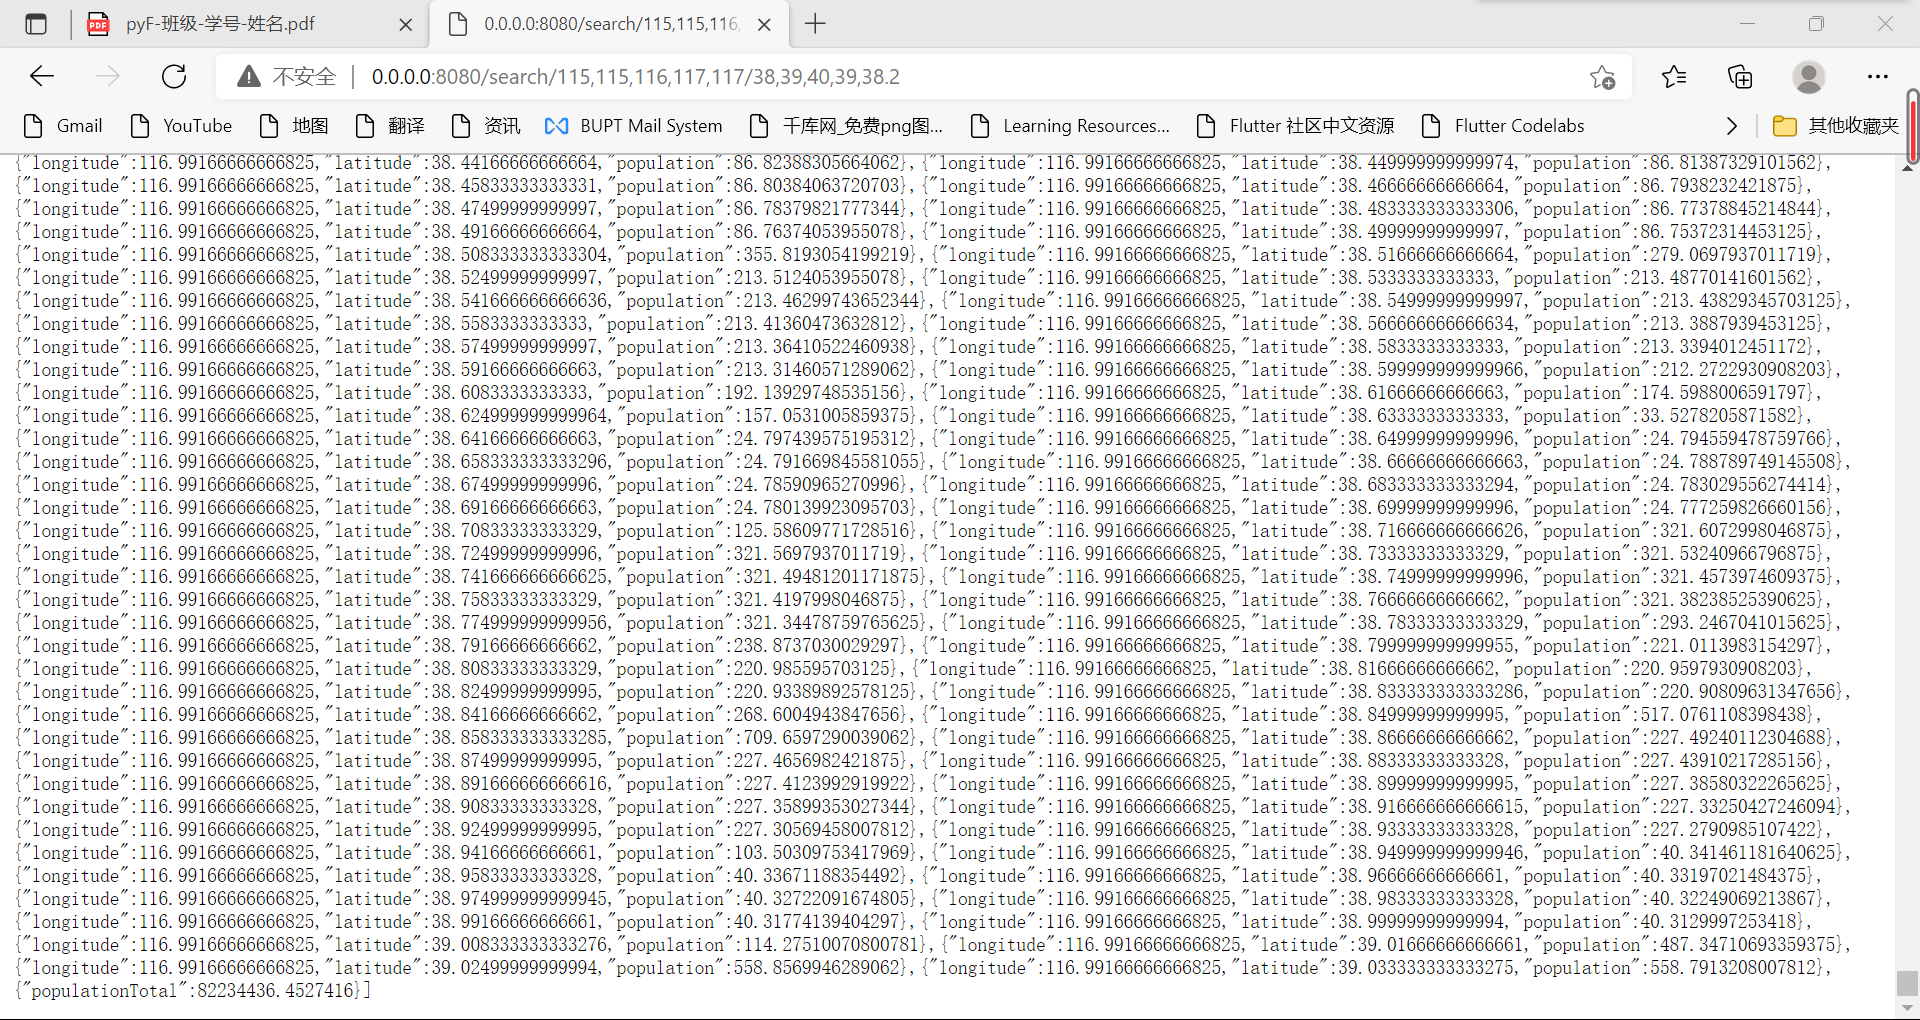 pyF-班级-学号-姓名.pdf
0.0.0.0:8080/search/115,115,116,
不安全 0.0.0.0:8080/search/115,115,116,117,117/38,39,40,39,38.2
Gmail YouTube 地图 翻译 资讯 BUPT Mail System 千库网_免费png图... Learning Resources... Flutter 社区中文资源 Flutter Codelabs 其他收藏夹
{"longitude":116.99166666666825,"latitude":38.44166666666664,"population":86.82388305664062},{"longitude":116.99166666666825,"latitude":38.449999999999974,"population":86.81387329101562},
{"longitude":116.99166666666825,"latitude":38.45833333333331,"population":86.80384063720703},{"longitude":116.99166666666825,"latitude":38.46666666666664,"population":86.7938232421875},
{"longitude":116.99166666666825,"latitude":38.47499999999997,"population":86.78379821777344},{"longitude":116.99166666666825,"latitude":38.483333333333306,"population":86.77378845214844},
{"longitude":116.99166666666825,"latitude":38.49166666666664,"population":86.76374053955078},{"longitude":116.99166666666825,"latitude":38.49999999999997,"population":86.75372314453125},
{"longitude":116.99166666666825,"latitude":38.508333333333304,"population":355.8193054199219},{"longitude":116.99166666666825,"latitude":38.51666666666664,"population":279.0697937011719},
{"longitude":116.99166666666825,"latitude":38.52499999999997,"population":213.5124053955078},{"longitude":116.99166666666825,"latitude":38.5333333333333,"population":213.48770141601562},
{"longitude":116.99166666666825,"latitude":38.541666666666636,"population":213.46299743652344},{"longitude":116.99166666666825,"latitude":38.54999999999997,"population":213.43829345703125},
{"longitude":116.99166666666825,"latitude":38.5583333333333,"population":213.41360473632812},{"longitude":116.99166666666825,"latitude":38.566666666666634,"population":213.3887939453125},
{"longitude":116.99166666666825,"latitude":38.57499999999997,"population":213.36410522460938},{"longitude":116.99166666666825,"latitude":38.5833333333333,"population":213.3394012451172},
{"longitude":116.99166666666825,"latitude":38.59166666666663,"population":213.31460571289062},{"longitude":116.99166666666825,"latitude":38.599999999999966,"population":212.2722930908203},
{"longitude":116.99166666666825,"latitude":38.6083333333333,"population":192.13929748535156},{"longitude":116.99166666666825,"latitude":38.61666666666663,"population":174.5988006591797},
{"longitude":116.99166666666825,"latitude":38.624999999999964,"population":157.0531005859375},{"longitude":116.99166666666825,"latitude":38.6333333333333,"population":33.5278205871582},
{"longitude":116.99166666666825,"latitude":38.64166666666663,"population":24.797439575195312},{"longitude":116.99166666666825,"latitude":38.64999999999996,"population":24.794559478759766},
{"longitude":116.99166666666825,"latitude":38.658333333333296,"population":24.791669845581055},{"longitude":116.99166666666825,"latitude":38.66666666666663,"population":24.788789749145508},
{"longitude":116.99166666666825,"latitude":38.67499999999996,"population":24.78590965270996},{"longitude":116.99166666666825,"latitude":38.683333333333294,"population":24.783029556274414},
{"longitude":116.99166666666825,"latitude":38.69166666666663,"population":24.780139923095703},{"longitude":116.99166666666825,"latitude":38.69999999999996,"population":24.777259826660156},
{"longitude":116.99166666666825,"latitude":38.70833333333329,"population":125.58609771728516},{"longitude":116.99166666666825,"latitude":38.716666666666626,"population":321.6072998046875},
{"longitude":116.99166666666825,"latitude":38.72499999999996,"population":321.5697937011719},{"longitude":116.99166666666825,"latitude":38.73333333333329,"population":321.53240966796875},
{"longitude":116.99166666666825,"latitude":38.741666666666625,"population":321.49481201171875},{"longitude":116.99166666666825,"latitude":38.74999999999996,"population":321.4573974609375},
{"longitude":116.99166666666825,"latitude":38.75833333333329,"population":321.4197998046875},{"longitude":116.99166666666825,"latitude":38.76666666666662,"population":321.38238525390625},
{"longitude":116.99166666666825,"latitude":38.774999999999956,"population":321.34478759765625},{"longitude":116.99166666666825,"latitude":38.78333333333329,"population":293.2467041015625},
{"longitude":116.99166666666825,"latitude":38.79166666666662,"population":238.8737030029297},{"longitude":116.99166666666825,"latitude":38.799999999999955,"population":221.0113983154297},
{"longitude":116.99166666666825,"latitude":38.80833333333329,"population":220.985595703125},{"longitude":116.99166666666825,"latitude":38.81666666666662,"population":220.9597930908203},
{"longitude":116.99166666666825,"latitude":38.82499999999995,"population":220.93389892578125},{"longitude":116.99166666666825,"latitude":38.833333333333286,"population":220.90809631347656},
{"longitude":116.99166666666825,"latitude":38.84166666666662,"population":268.6004943847656},{"longitude":116.99166666666825,"latitude":38.84999999999995,"population":517.0761108398438},
{"longitude":116.99166666666825,"latitude":38.858333333333285,"population":709.6597290039062},{"longitude":116.99166666666825,"latitude":38.86666666666662,"population":227.49240112304688},
{"longitude":116.99166666666825,"latitude":38.87499999999995,"population":227.4656982421875},{"longitude":116.99166666666825,"latitude":38.88333333333328,"population":227.43910217285156},
{"longitude":116.99166666666825,"latitude":38.891666666666616,"population":227.4123992919922},{"longitude":116.99166666666825,"latitude":38.89999999999995,"population":227.38580322265625},
{"longitude":116.99166666666825,"latitude":38.90833333333328,"population":227.35899353027344},{"longitude":116.99166666666825,"latitude":38.916666666666615,"population":227.33250427246094},
{"longitude":116.99166666666825,"latitude":38.92499999999995,"population":227.30569458007812},{"longitude":116.99166666666825,"latitude":38.93333333333328,"population":227.2790985107422},
{"longitude":116.99166666666825,"latitude":38.94166666666661,"population":103.50309753417969},{"longitude":116.99166666666825,"latitude":38.949999999999946,"population":40.341461181640625},
{"longitude":116.99166666666825,"latitude":38.95833333333328,"population":40.33671188354492},{"longitude":116.99166666666825,"latitude":38.96666666666661,"population":40.33197021484375},
{"longitude":116.99166666666825,"latitude":38.974999999999945,"population":40.32722091674805},{"longitude":116.99166666666825,"latitude":38.98333333333328,"population":40.32249069213867},
{"longitude":116.99166666666825,"latitude":38.99166666666661,"population":40.31774139404297},{"longitude":116.99166666666825,"latitude":38.99999999999994,"population":40.3129997253418},
{"longitude":116.99166666666825,"latitude":39.008333333333276,"population":114.27510070800781},{"longitude":116.99166666666825,"latitude":39.01666666666661,"population":487.34710693359375},
{"longitude":116.99166666666825,"latitude":39.02499999999994,"population":558.8569946289062},{"longitude":116.99166666666825,"latitude":39.033333333333275,"population":558.7913208007812},
{"populationTotal":82234436.4527416}]